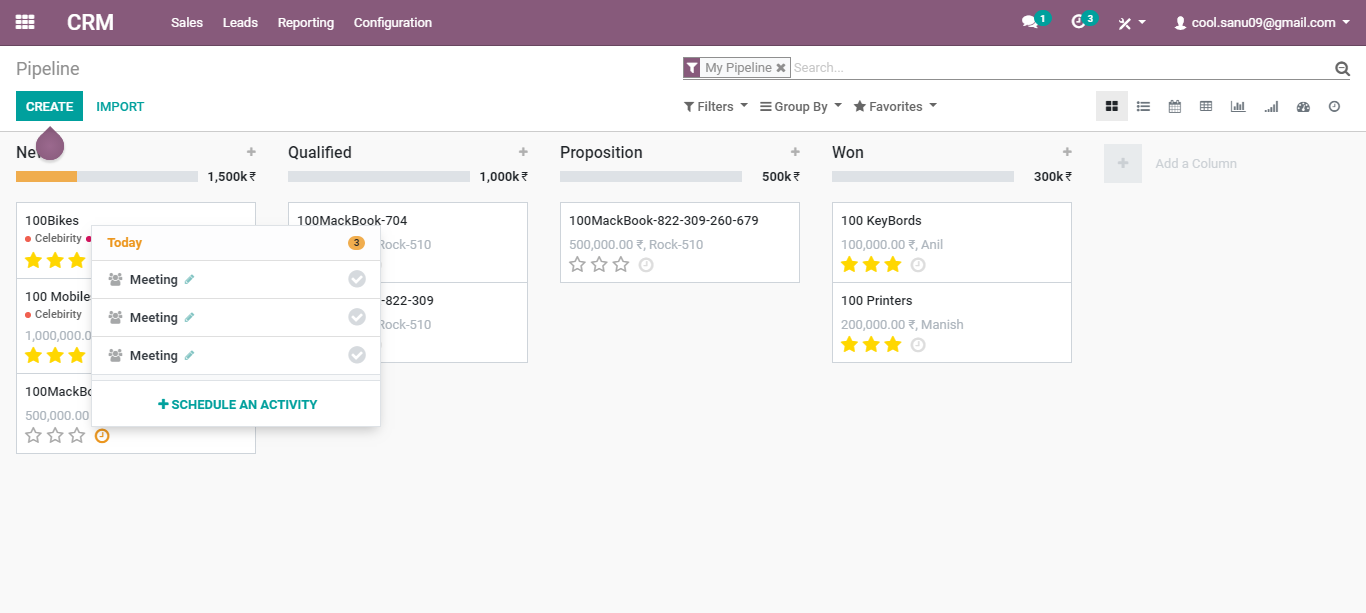 CRM Sales Leads Reporting Configuration 1 3 cool.sanu09@gmail.com
Pipeline
My Pipeline Search...
CREATE IMPORT
Filters Group By Favorites
New
1,500k ₹
100Bikes
Celebirity
100 Mobile
Celebirity
1,000,000.0
100MackBo
500,000.00
Today 3
Meeting
Meeting
Meeting
SCHEDULE AN ACTIVITY
Qualified
1,000k ₹
100MackBook-704
Rock-510
-822-309
Rock-510
Proposition
500k ₹
100MackBook-822-309-260-679
500,000.00 ₹, Rock-510
Won
300k ₹
100 KeyBords
100,000.00 ₹, Anil
100 Printers
200,000.00 ₹, Manish
Add a Column